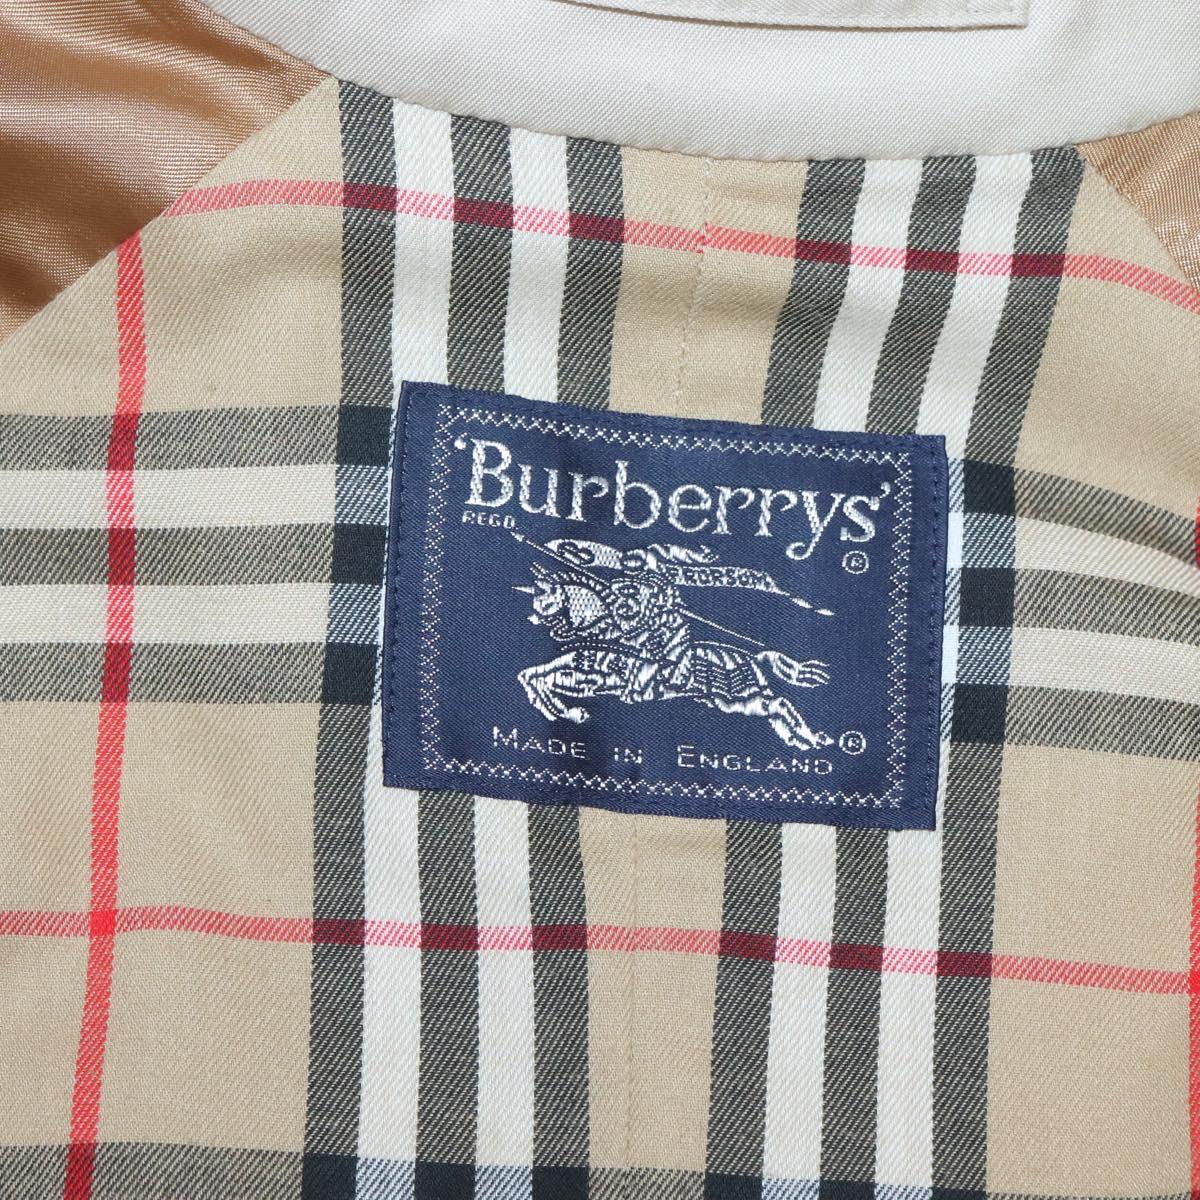 ‘Burberrys’
REGD.
®
PRORSUM
®
MADE IN ENGLAND